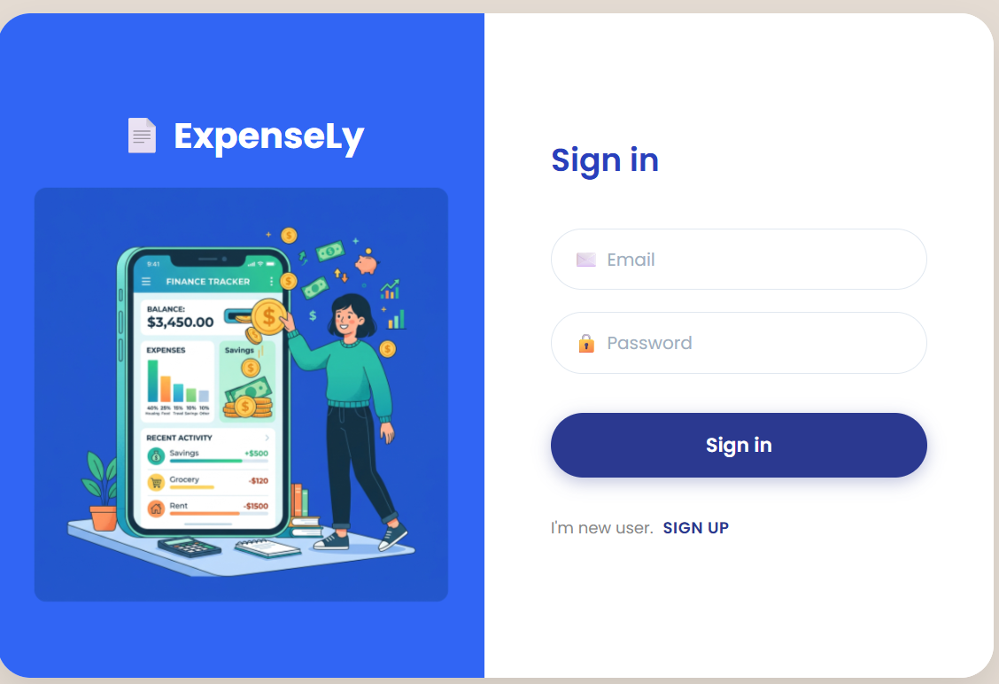 ExpenseLy
9:41
FINANCE TRACKER
BALANCE:
$3,450.00
EXPENSES
Savings
40% 25% 15% 10% 10%
RECENT ACTIVITY
Savings +$500
Grocery -$120
Rent -$1500
Sign in
Email
Password
Sign in
I'm new user. SIGN UP